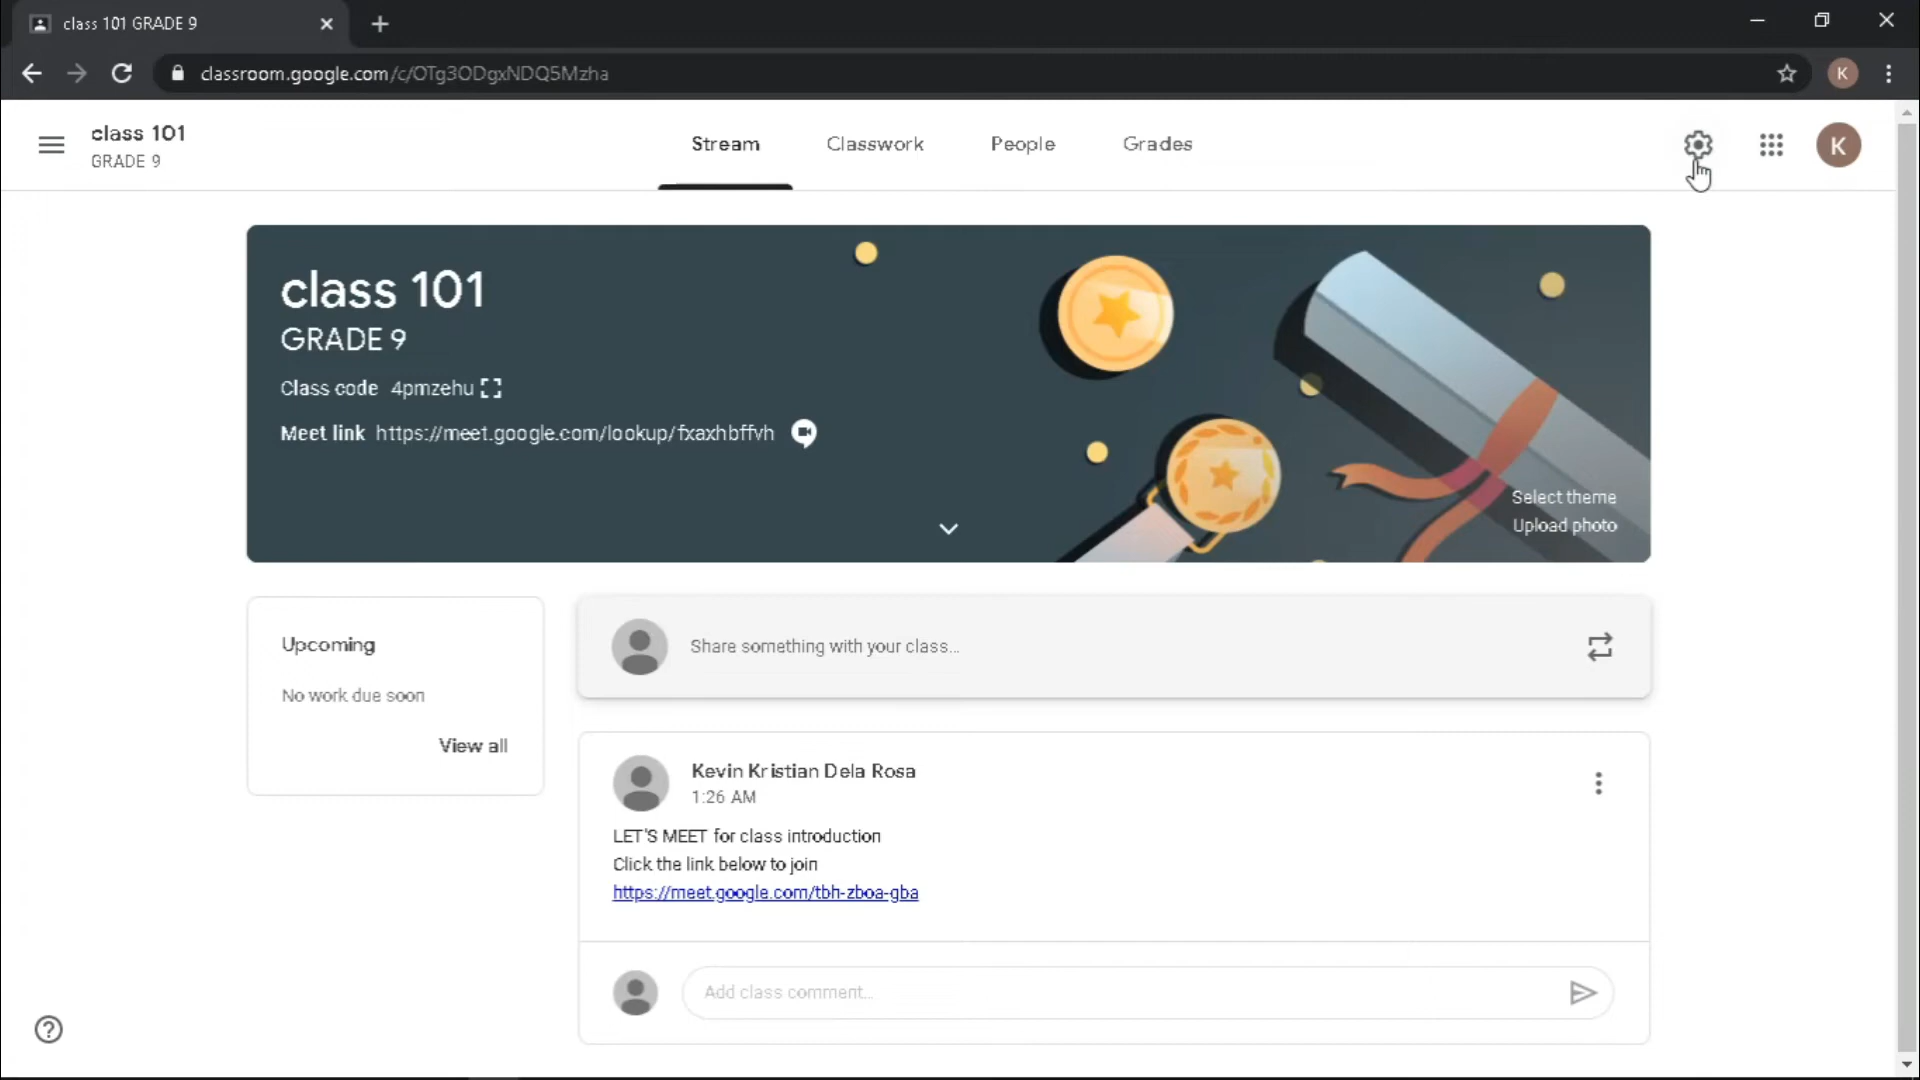 class 101 GRADE 9
classroom.google.com/c/OTg3ODgxNDQ5Mzha
K
class 101
GRADE 9
Stream
Classwork
People
Grades
K
class 101
GRADE 9
Class code 4pmzehu
Meet link https://meet.google.com/lookup/fxaxhbffvh
Select theme
Upload photo
Upcoming
No work due soon
View all
Share something with your class...
Kevin Kristian Dela Rosa
1:26 AM
LET'S MEET for class introduction
Click the link below to join
https://meet.google.com/tbh-zboa-gba
Add class comment...